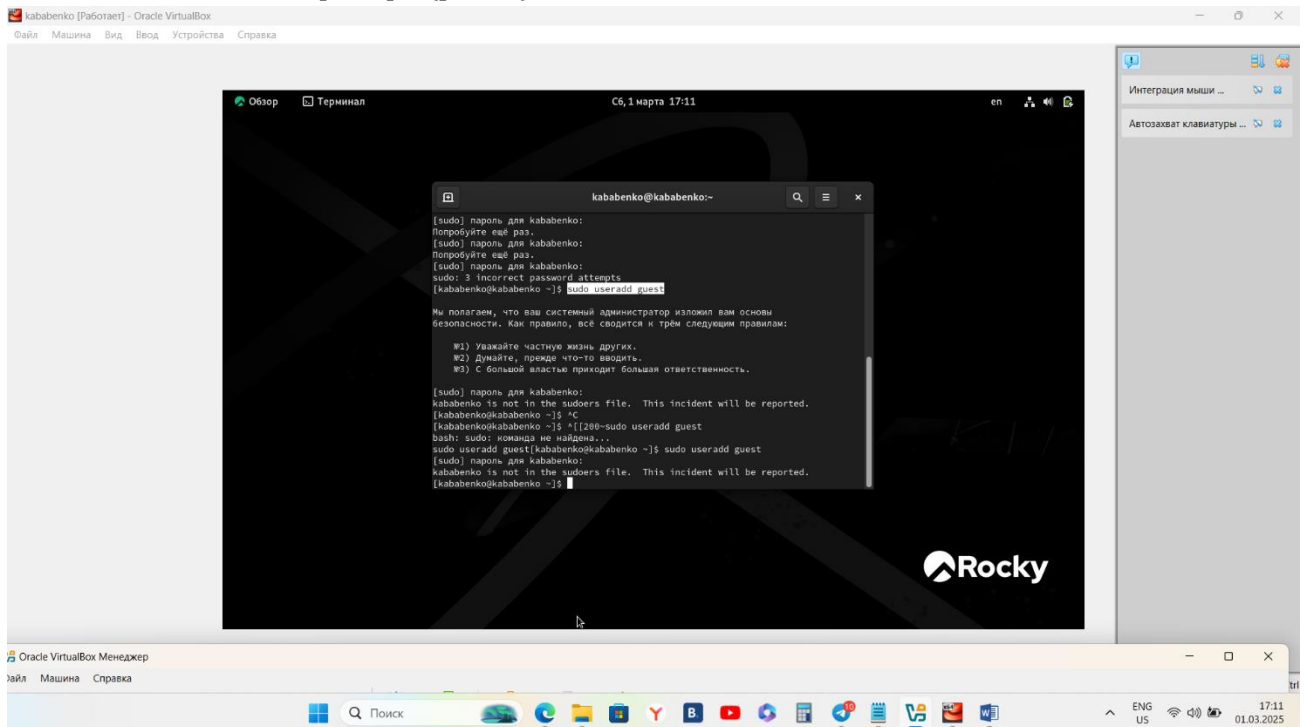 kababenko [Работает] - Oracle VirtualBox
Файл Машина Вид Ввод Устройства Справка
Интеграция мыши ...
Автозахват клавиатуры ...
Обзор Терминал Сб, 1 марта 17:11 en
kababenko@kababenko:~
[sudo] пароль для kababenko:
Попробуйте ещё раз.
[sudo] пароль для kababenko:
Попробуйте ещё раз.
[sudo] пароль для kababenko:
sudo: 3 incorrect password attempts
[kababenko@kababenko ~]$ sudo useradd guest
Мы полагаем, что ваш системный администратор изложил вам основы
безопасности. Как правило, всё сводится к трём следующим правилам:
№1) Уважайте частную жизнь других.
№2) Думайте, прежде что-то вводить.
№3) С большой властью приходит большая ответственность.
[sudo] пароль для kababenko:
kababenko is not in the sudoers file. This incident will be reported.
[kababenko@kababenko ~]$ ^C
[kababenko@kababenko ~]$ ^[[200~sudo useradd guest
bash: sudo: команда не найдена...
sudo useradd guest[kababenko@kababenko ~]$ sudo useradd guest
[sudo] пароль для kababenko:
kababenko is not in the sudoers file. This incident will be reported.
[kababenko@kababenko ~]$
Rocky
Oracle VirtualBox Менеджер
Файл Машина Справка
trl
Поиск
ENG 17:11
US 01.03.2025